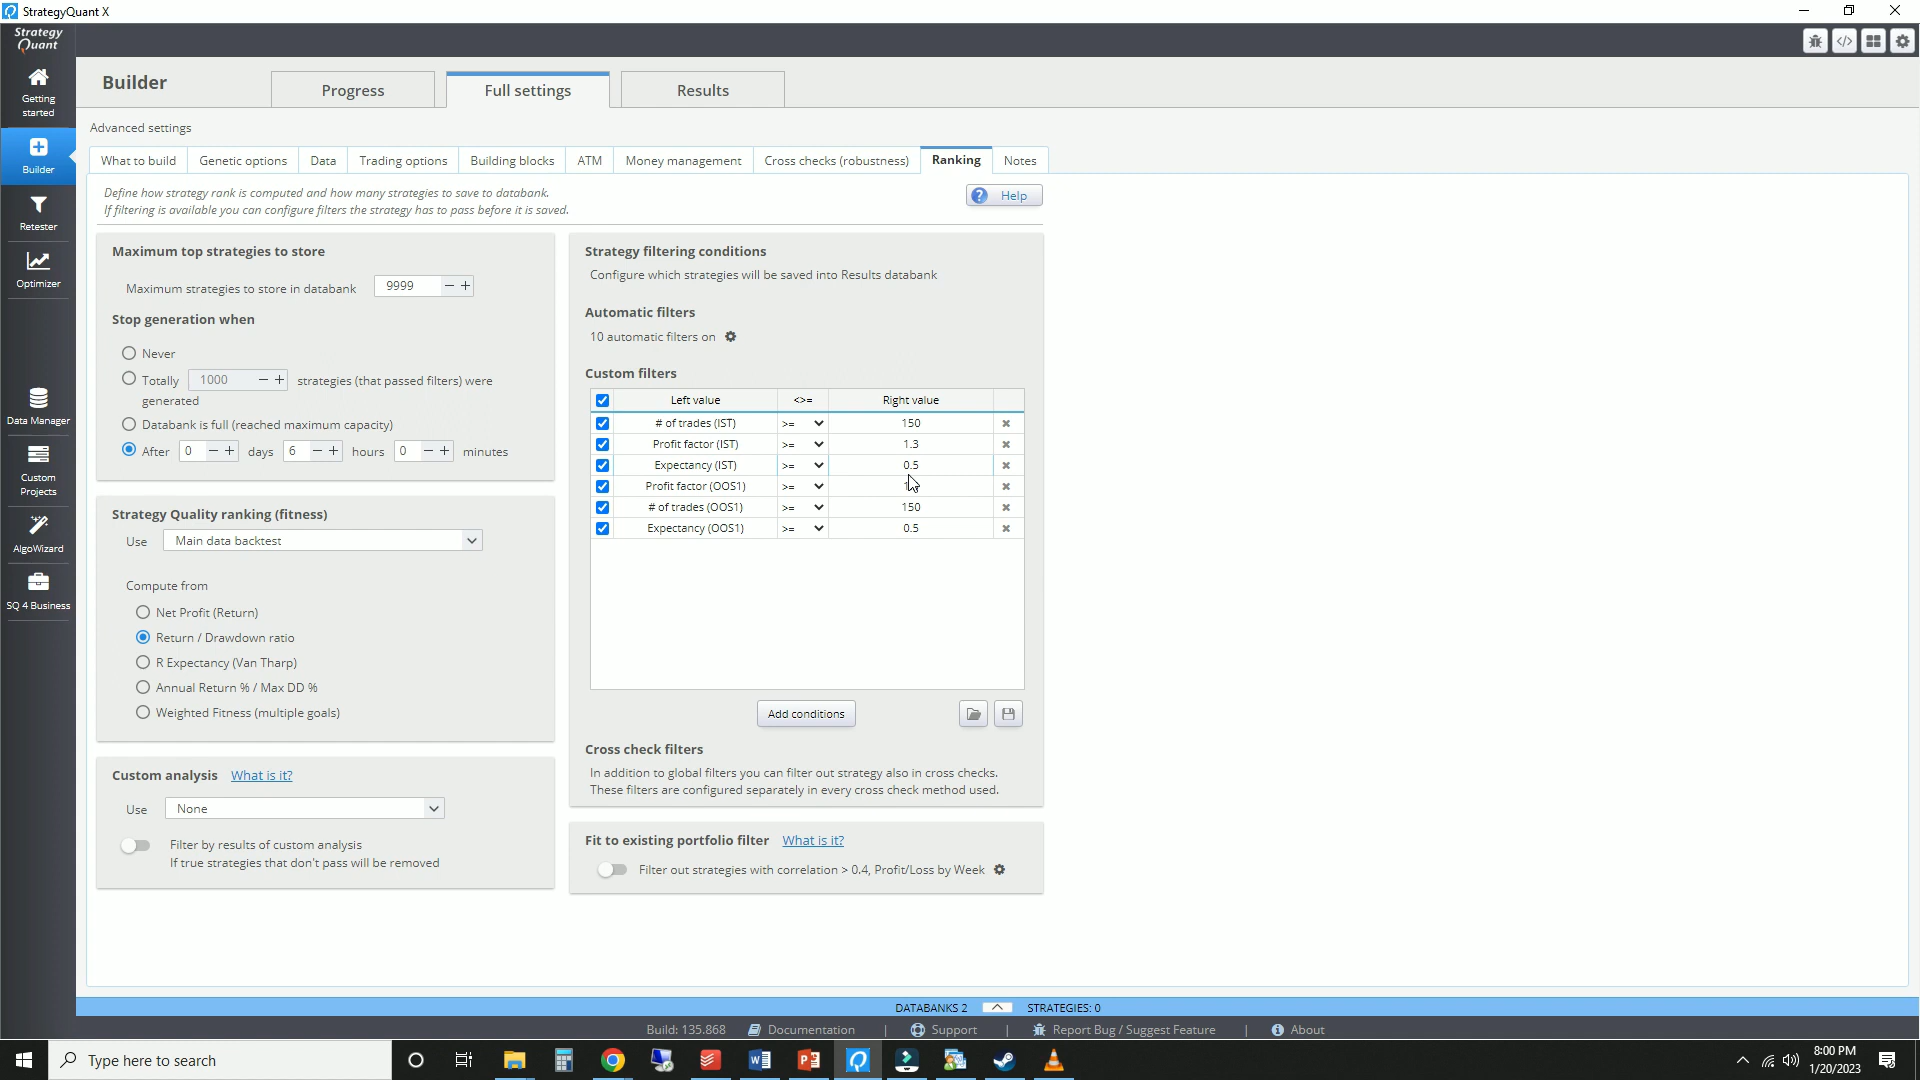 StrategyQuant X
Strategy
Quant
Getting
started
Builder
Retester
Optimizer
Data Manager
Custom
Projects
AlgoWizard
SQ 4 Business
Builder
Progress
Full settings
Results
Advanced settings
What to build
Genetic options
Data
Trading options
Building blocks
ATM
Money management
Cross checks (robustness)
Ranking
Notes
Define how strategy rank is computed and how many strategies to save to databank.
If filtering is available you can configure filters the strategy has to pass before it is saved.
? Help
Maximum top strategies to store
Maximum strategies to store in databank 9999 − +
Stop generation when
Never
Totally 1000 − + strategies (that passed filters) were
generated
Databank is full (reached maximum capacity)
After 0 − + days 6 − + hours 0 − + minutes
Strategy Quality ranking (fitness)
Use Main data backtest
Compute from
Net Profit (Return)
Return / Drawdown ratio
R Expectancy (Van Tharp)
Annual Return % / Max DD %
Weighted Fitness (multiple goals)
Custom analysis What is it?
Use None
Filter by results of custom analysis
If true strategies that don't pass will be removed
Strategy filtering conditions
Configure which strategies will be saved into Results databank
Automatic filters
10 automatic filters on
Custom filters
Left value <>= Right value
# of trades (IST) >= 150
Profit factor (IST) >= 1.3
Expectancy (IST) >= 0.5
Profit factor (OOS1) >=
# of trades (OOS1) >= 150
Expectancy (OOS1) >= 0.5
Add conditions
Cross check filters
In addition to global filters you can filter out strategy also in cross checks.
These filters are configured separately in every cross check method used.
Fit to existing portfolio filter What is it?
Filter out strategies with correlation > 0.4, Profit/Loss by Week
DATABANKS 2 STRATEGIES: 0
Build: 135.868 Documentation | Support | Report Bug / Suggest Feature | About
Type here to search
8:00 PM
1/20/2023